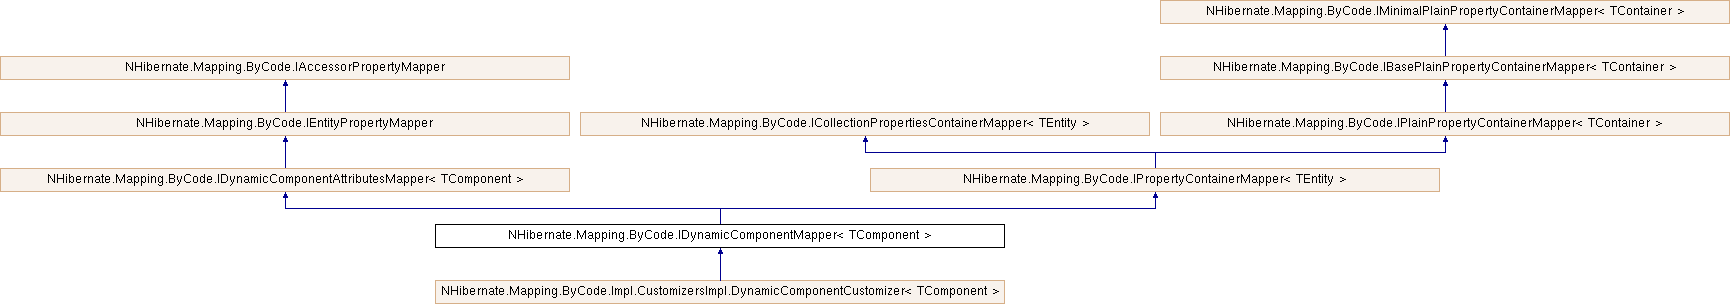 NHibernate.Mapping.ByCode.IMinimalPlainPropertyContainerMapper< TContainer >
NHibernate.Mapping.ByCode.IAccessorPropertyMapper
NHibernate.Mapping.ByCode.IBasePlainPropertyContainerMapper< TContainer >
NHibernate.Mapping.ByCode.IEntityPropertyMapper
NHibernate.Mapping.ByCode.ICollectionPropertiesContainerMapper< TEntity >
NHibernate.Mapping.ByCode.IPlainPropertyContainerMapper< TContainer >
NHibernate.Mapping.ByCode.IDynamicComponentAttributesMapper< TComponent >
NHibernate.Mapping.ByCode.IPropertyContainerMapper< TEntity >
NHibernate.Mapping.ByCode.IDynamicComponentMapper< TComponent >
NHibernate.Mapping.ByCode.Impl.CustomizersImpl.DynamicComponentCustomizer< TComponent >